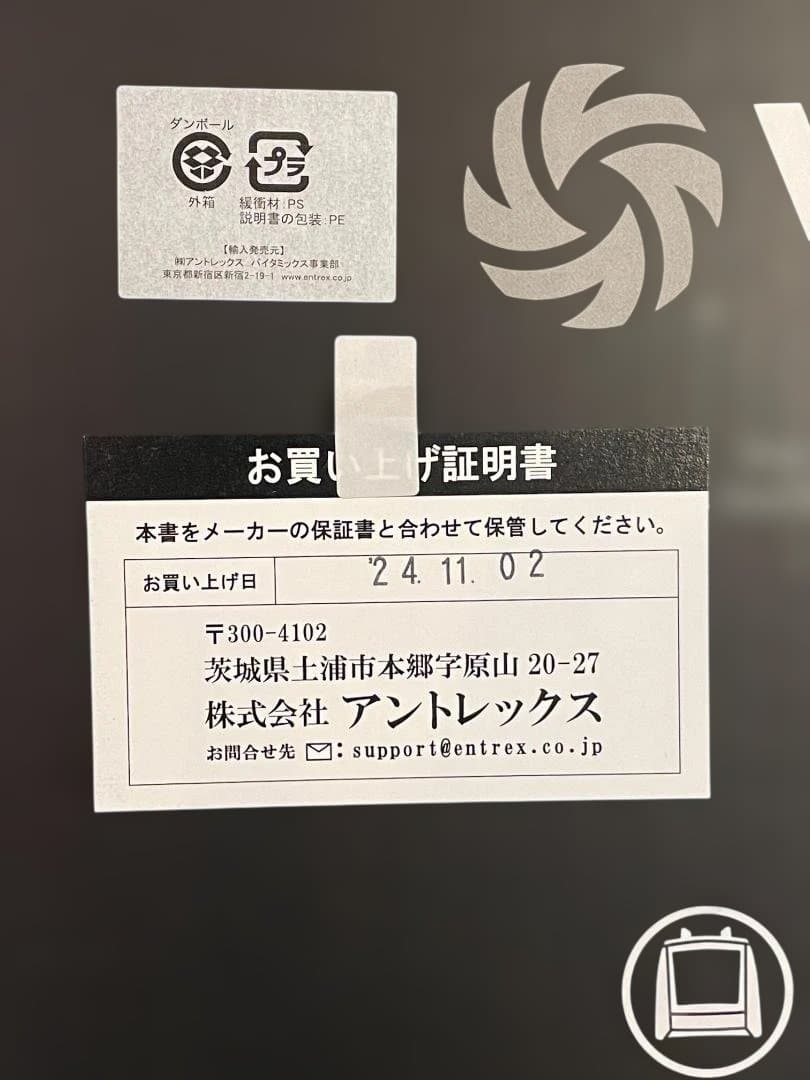 ダンボール
プラ
外箱
緩衝材:PS
説明書の包装:PE
【輸入発売元】
㈱アントレックス バイタミックス事業部
東京都新宿区新宿2-19-1 www.entrex.co.jp
V
お買い上げ証明書
本書をメーカーの保証書と合わせて保管してください。
お買い上げ日 '24.11.02
〒300-4102
茨城県土浦市本郷字原山 20-27
株式会社 アントレックス
お問合せ先 ✉:support@entrex.co.jp